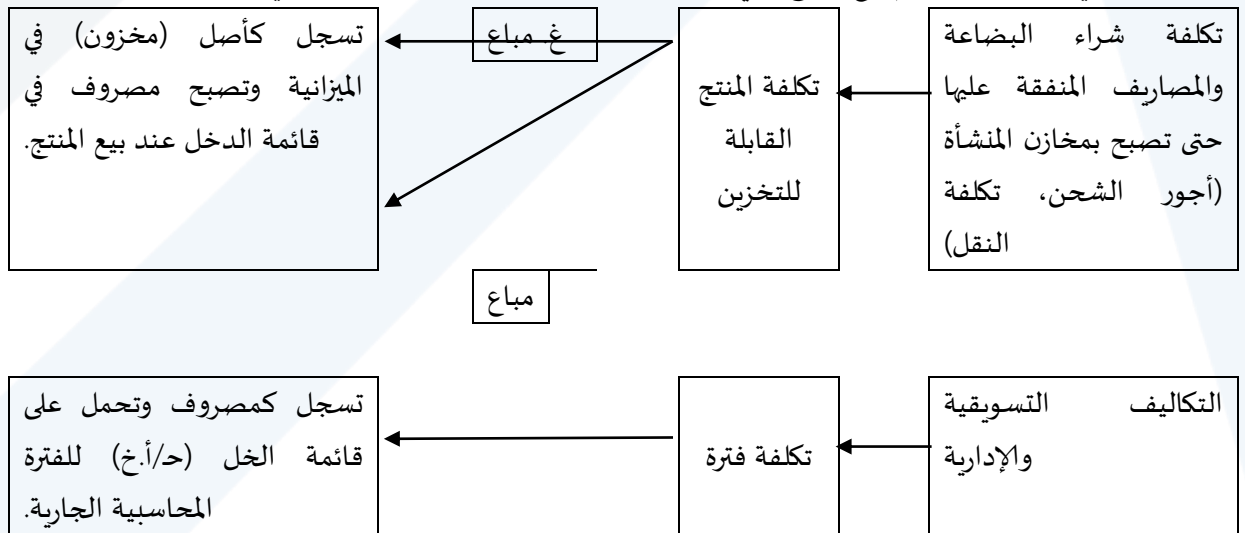 تكلفة شراء البضاعة
والمصاريف المنفقة عليها
حتى تصبح بمخازن المنشأة
(أجور الشحن، تكلفة
النقل)
تكلفة المنتج
القابلة
للتخزين
غ مباع
مباع
تسجل كأصل (مخزون) في
الميزانية وتصبح مصروف في
قائمة الدخل عند بيع المنتج.
التكاليف التسويقية
والإدارية
تكلفة فترة
تسجل كمصروف وتحمل على
قائمة الخل (حـ/أ.خ) للفترة
المحاسبية الجارية.